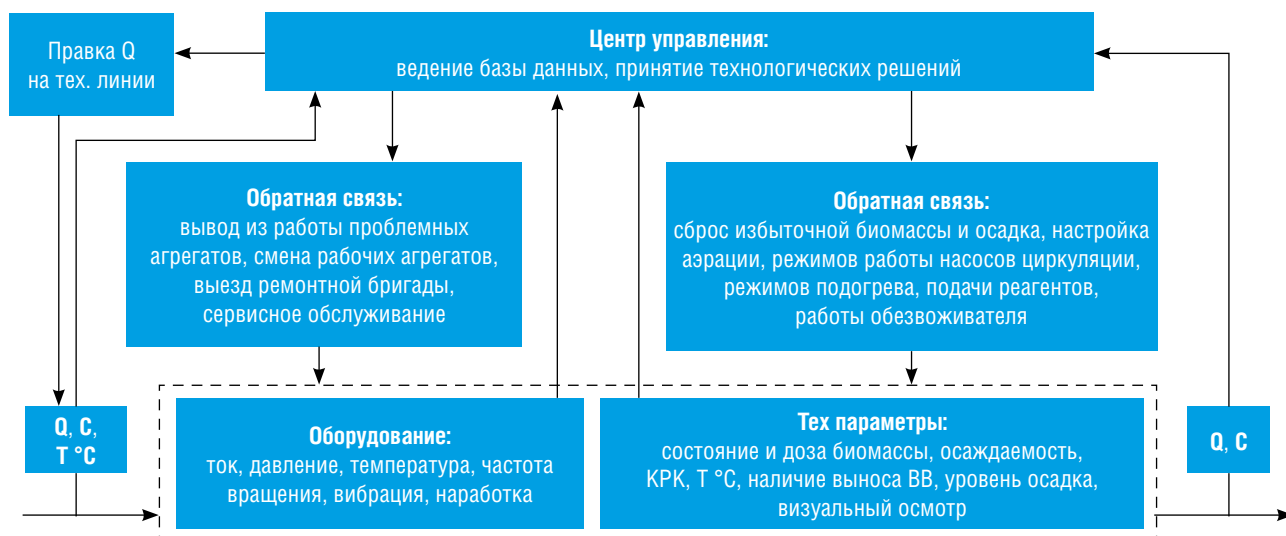 Правка Q
на тех. линии
Центр управления:
ведение базы данных, принятие технологических решений
Обратная связь:
вывод из работы проблемных
агрегатов, смена рабочих агрегатов,
выезд ремонтной бригады,
сервисное обслуживание
Обратная связь:
сброс избыточной биомассы и осадка, настройка
аэрации, режимов работы насосов циркуляции,
режимов подогрева, подачи реагентов,
работы обезвоживателя
Q, C,
T °C
Оборудование:
ток, давление, температура, частота
вращения, вибрация, наработка
Тех параметры:
состояние и доза биомассы, осаждаемость,
КРК, T °C, наличие выноса ВВ, уровень осадка,
визуальный осмотр
Q, C